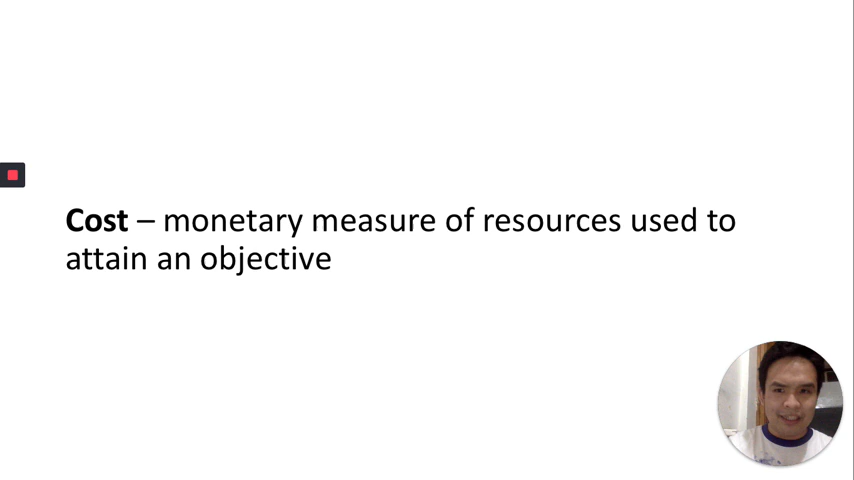 Cost – monetary measure of resources used to
attain an objective